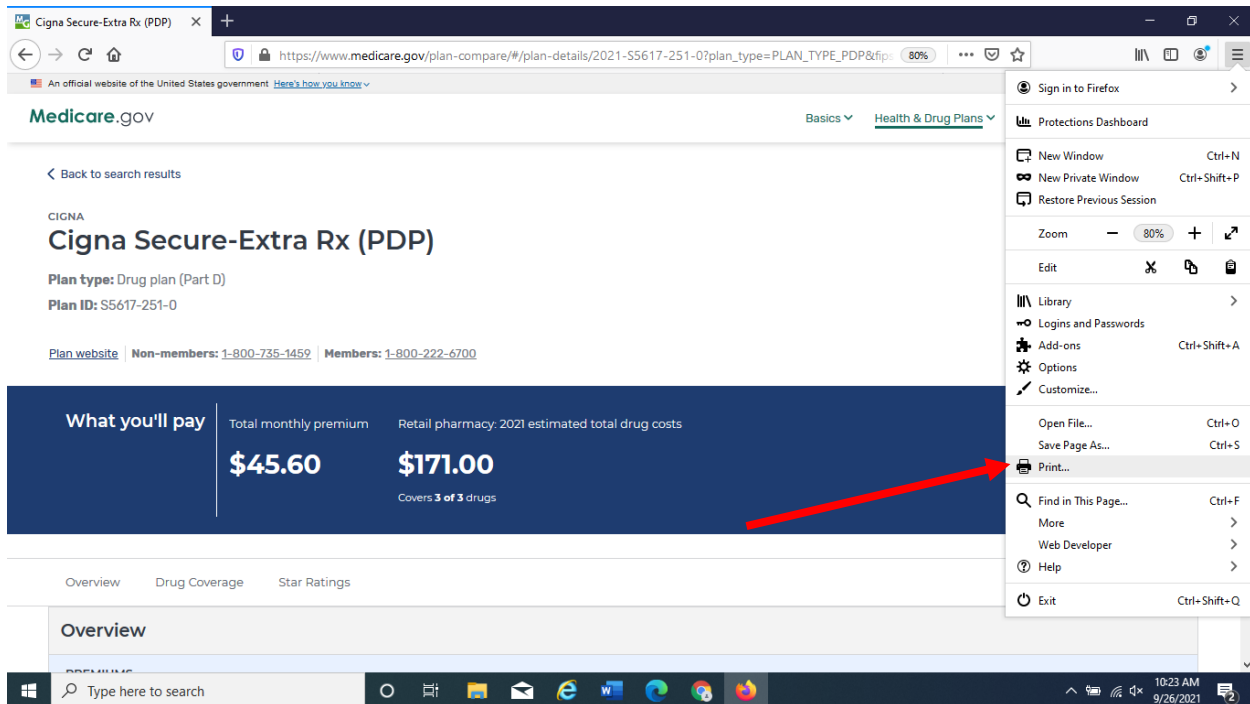 Cigna Secure-Extra Rx (PDP)
https://www.medicare.gov/plan-compare/#/plan-details/2021-S5617-251-0?plan_type=PLAN_TYPE_PDP&fips 80%
An official website of the United States government Here's how you know
Medicare.gov
Basics Health & Drug Plans
Back to search results
CIGNA
Cigna Secure-Extra Rx (PDP)
Plan type: Drug plan (Part D)
Plan ID: S5617-251-0
Plan website Non-members: 1-800-735-1459 Members: 1-800-222-6700
What you'll pay
Total monthly premium
$45.60
Retail pharmacy: 2021 estimated total drug costs
$171.00
Covers 3 of 3 drugs
Overview Drug Coverage Star Ratings
Overview
PREMIUMS
Sign in to Firefox
Protections Dashboard
New Window Ctrl+N
New Private Window Ctrl+Shift+P
Restore Previous Session
Zoom 80%
Edit
Library
Logins and Passwords
Add-ons Ctrl+Shift+A
Options
Customize...
Open File... Ctrl+O
Save Page As... Ctrl+S
Print...
Find in This Page... Ctrl+F
More
Web Developer
Help
Exit Ctrl+Shift+Q
Type here to search
10:23 AM
9/26/2021
2